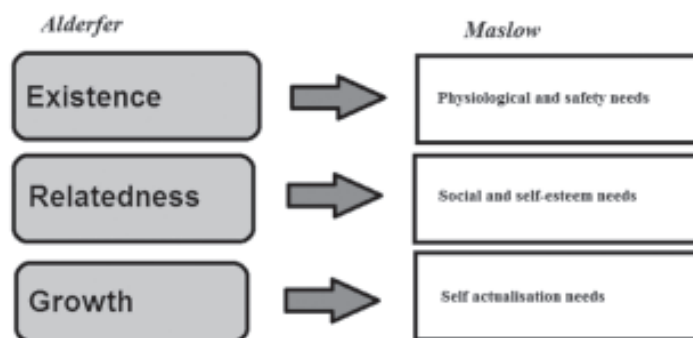 Alderfer
Maslow
Existence
Physiological and safety needs
Relatedness
Social and self-esteem needs
Growth
Self actualisation needs